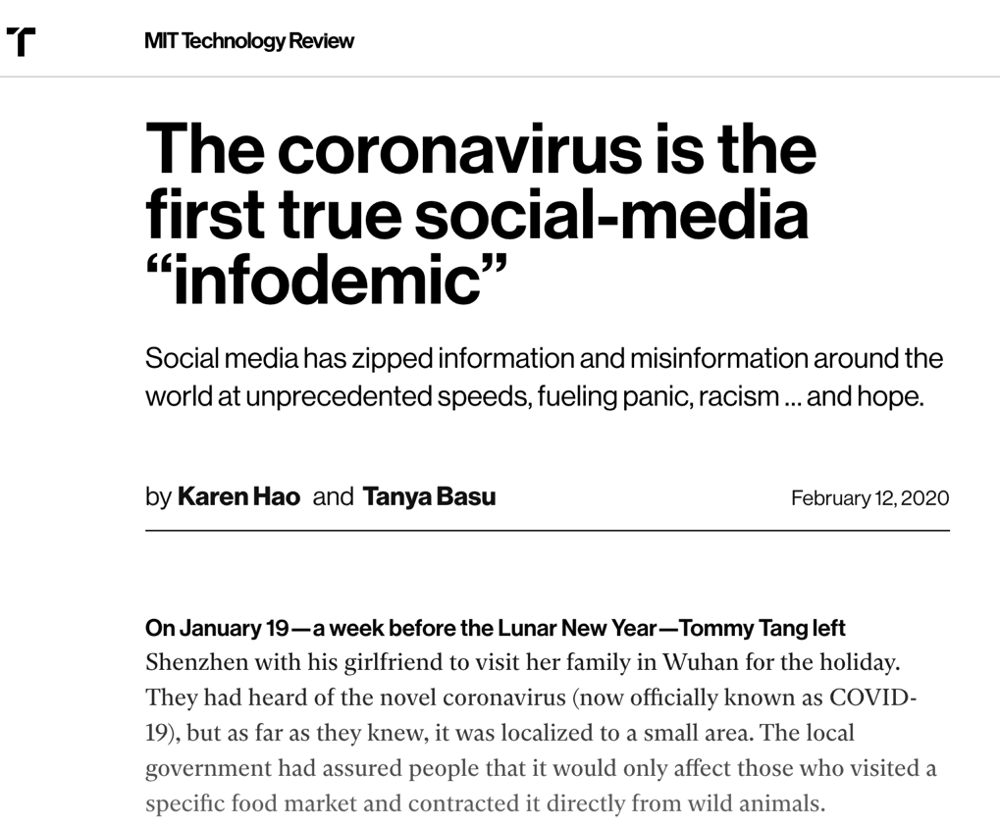 MIT Technology Review
The coronavirus is the
first true social-media
“infodemic”
Social media has zipped information and misinformation around the
world at unprecedented speeds, fueling panic, racism ... and hope.
by Karen Hao and Tanya Basu
February 12, 2020
On January 19—a week before the Lunar New Year—Tommy Tang left
Shenzhen with his girlfriend to visit her family in Wuhan for the holiday.
They had heard of the novel coronavirus (now officially known as COVID-
19), but as far as they knew, it was localized to a small area. The local
government had assured people that it would only affect those who visited a
specific food market and contracted it directly from wild animals.